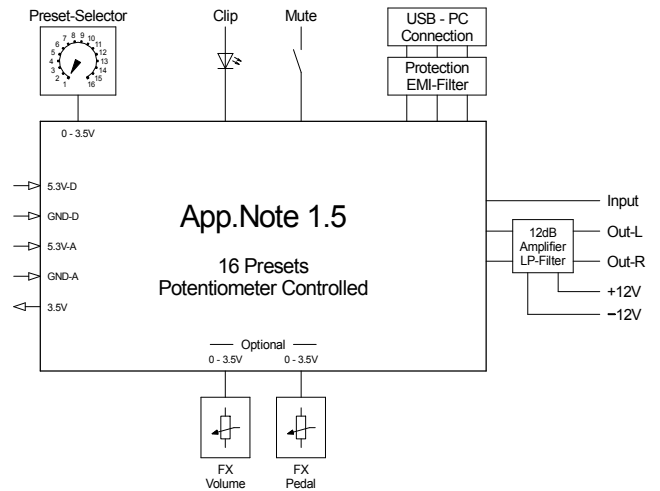 Preset-Selector
Clip
Mute
USB - PC
Connection
Protection
EMI-Filter
1
2
3
4
5
6
7
8
9
10
11
12
13
14
15
16
0 - 3.5V
5.3V-D
GND-D
5.3V-A
GND-A
3.5V
App.Note 1.5
16 Presets
Potentiometer Controlled
Input
12dB
Amplifier
LP-Filter
Out-L
Out-R
+12V
−12V
Optional
0 - 3.5V
0 - 3.5V
FX
Volume
FX
Pedal